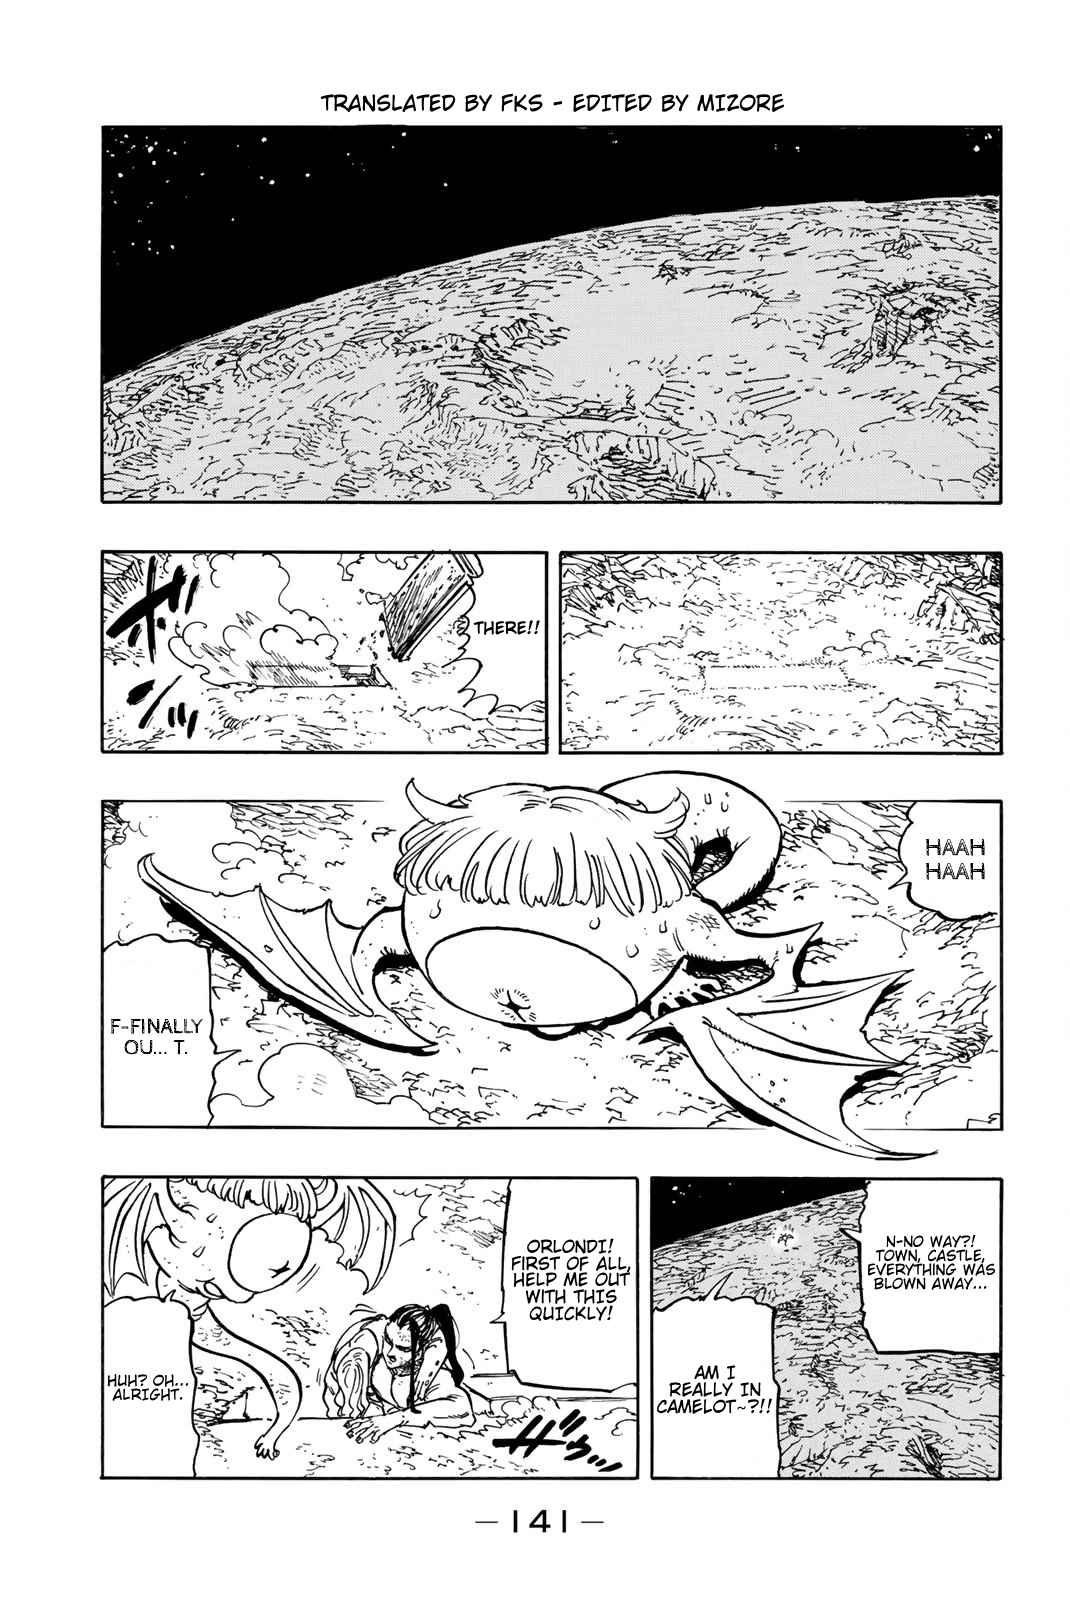 TRANSLATED BY FKS - EDITED BY MIZORE
THERE!!
HAAH
HAAH
F-FINALLY
OU... T.
N-NO WAY?!
TOWN, CASTLE,
EVERYTHING WAS
BLOWN AWAY...
AM I
REALLY IN
CAMELOT~?!!
ORLONDI!
FIRST OF ALL,
HELP ME OUT
WITH THIS
QUICKLY!
HUH? OH...
ALRIGHT.
— 141 —